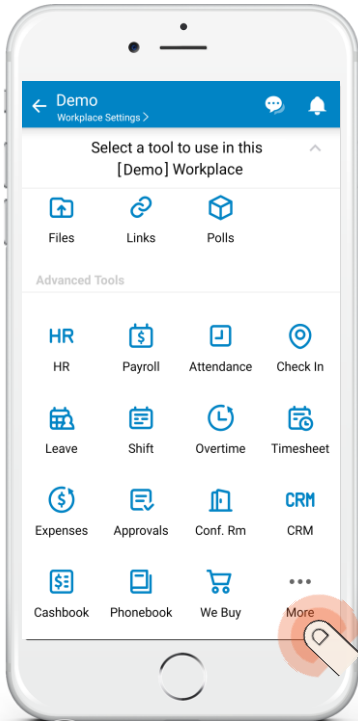 Demo
Workplace Settings >
Select a tool to use in this
[Demo] Workplace
Files Links Polls
Advanced Tools
HR
HR Payroll Attendance Check In
Leave Shift Overtime Timesheet
CRM
Expenses Approvals Conf. Rm CRM
Cashbook Phonebook We Buy More